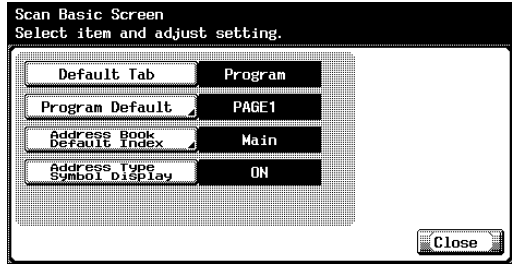 Scan Basic Screen
Select item and adjust setting.
Default Tab
Program
Program Default
PAGE1
Address Book
Default Index
Main
Address Type
Symbol Display
ON
Close